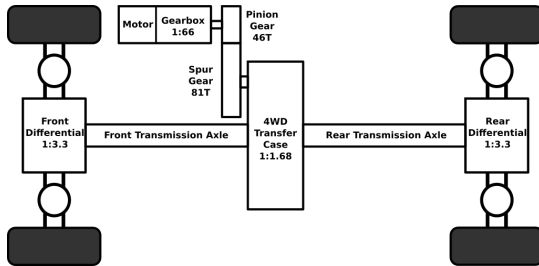 Motor
Gearbox
1:66
Pinion
Gear
46T
Spur
Gear
81T
Front
Differential
1:3.3
Front Transmission Axle
4WD
Transfer
Case
1:1.68
Rear Transmission Axle
Rear
Differential
1:3.3